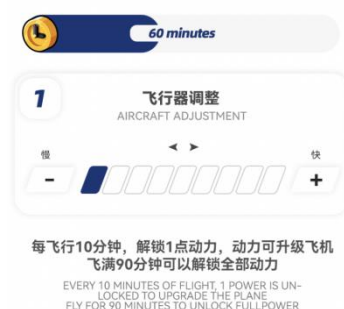 60 minutes
1
飞行器调整
AIRCRAFT ADJUSTMENT
慢
快
-
+
每飞行10分钟，解锁1点动力，动力可升级飞机
飞满90分钟可以解锁全部动力
EVERY 10 MINUTES OF FLIGHT, 1 POWER IS UN-
LOCKED TO UPGRADE THE PLANE
FLY FOR 90 MINUTES TO UNLOCK FULLPOWER